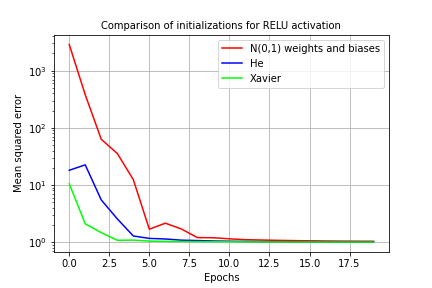 Comparison of initializations for RELU activation
N(0,1) weights and biases
He
Xavier
Mean squared error
10³
10²
10¹
10⁰
0.0 2.5 5.0 7.5 10.0 12.5 15.0 17.5
Epochs